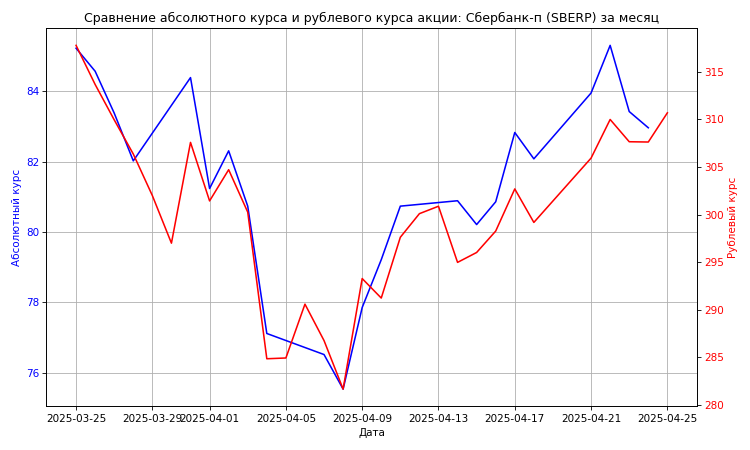 Сравнение абсолютного курса и рублевого курса акции: Сбербанк-п (SBERP) за месяц
84
82
80
78
76
Абсолютный курс
315
310
305
300
295
290
285
280
Рублевый курс
2025-03-25 2025-03-29 2025-04-01 2025-04-05 2025-04-09 2025-04-13 2025-04-17 2025-04-21 2025-04-25
Дата